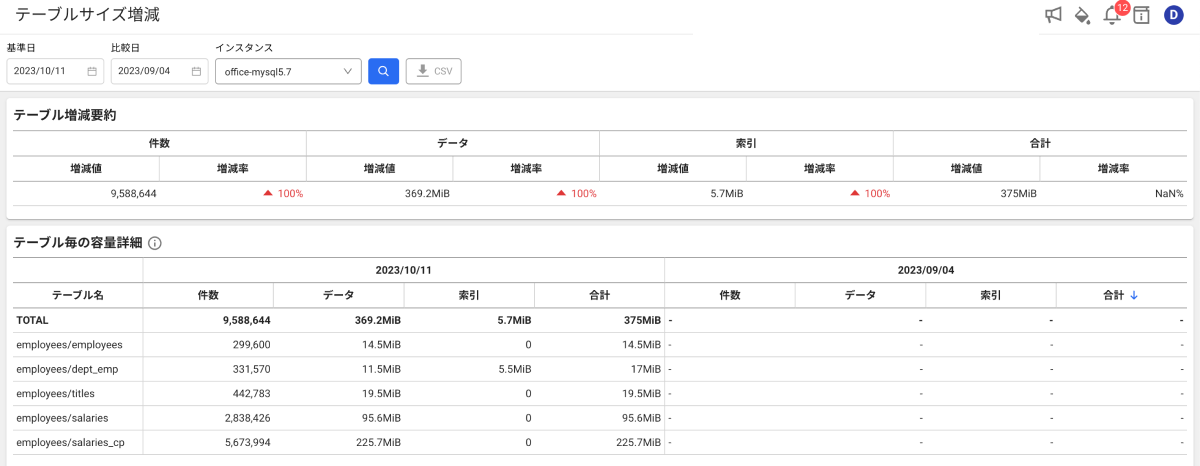 テーブルサイズ増減
12
D
基準日 比較日 インスタンス
2023/10/11 2023/09/04 office-mysql5.7 CSV
テーブル増減要約
件数 データ 索引 合計
増減値 増減率 増減値 増減率 増減値 増減率 増減値 増減率
9,588,644 100% 369.2MiB 100% 5.7MiB 100% 375MiB NaN%
テーブル毎の容量詳細
2023/10/11 2023/09/04
テーブル名 件数 データ 索引 合計 件数 データ 索引 合計
TOTAL 9,588,644 369.2MiB 5.7MiB 375MiB - - - -
employees/employees 299,600 14.5MiB 0 14.5MiB - - - -
employees/dept_emp 331,570 11.5MiB 5.5MiB 17MiB - - - -
employees/titles 442,783 19.5MiB 0 19.5MiB - - - -
employees/salaries 2,838,426 95.6MiB 0 95.6MiB - - - -
employees/salaries_cp 5,673,994 225.7MiB 0 225.7MiB - - - -